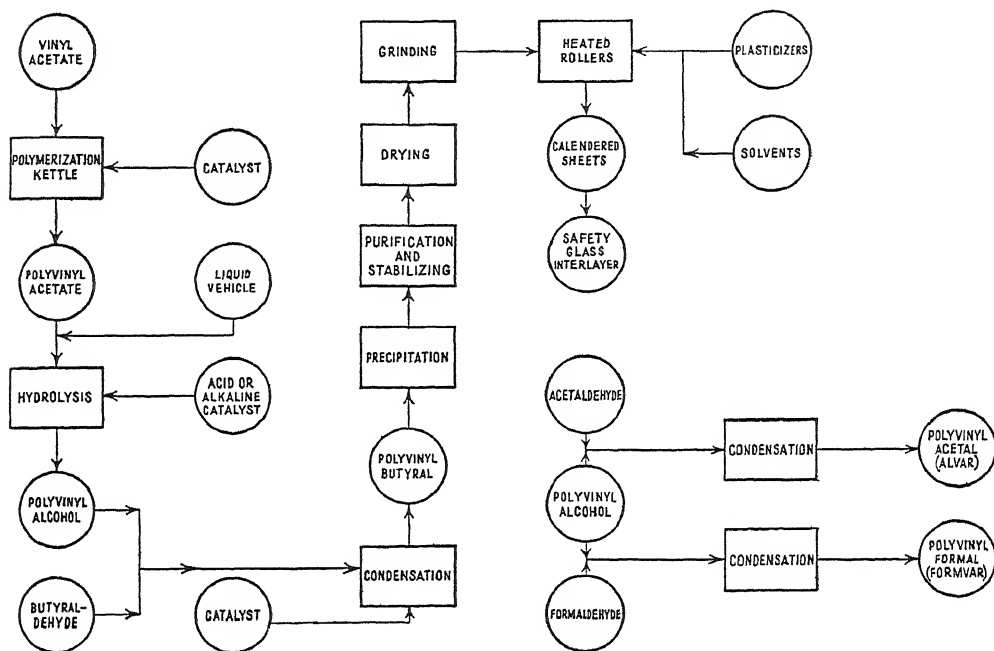 VINYL
ACETATE
POLYMERIZATION
KETTLE
CATALYST
POLYVINYL
ACETATE
LIQUID
VEHICLE
HYDROLYSIS
ACID OR
ALKALINE
CATALYST
POLYVINYL
ALCOHOL
BUTYRAL-
DEHYDE
CATALYST
CONDENSATION
POLYVINYL
BUTYRAL
PRECIPITATION
PURIFICATION
AND
STABILIZING
DRYING
GRINDING
HEATED
ROLLERS
PLASTICIZERS
SOLVENTS
CALENDERED
SHEETS
SAFETY
GLASS
INTERLAYER
ACETALDEHYDE
POLYVINYL
ALCOHOL
FORMALDEHYDE
CONDENSATION
POLYVINYL
ACETAL
(ALVAR)
CONDENSATION
POLYVINYL
FORMAL
(FORMVAR)